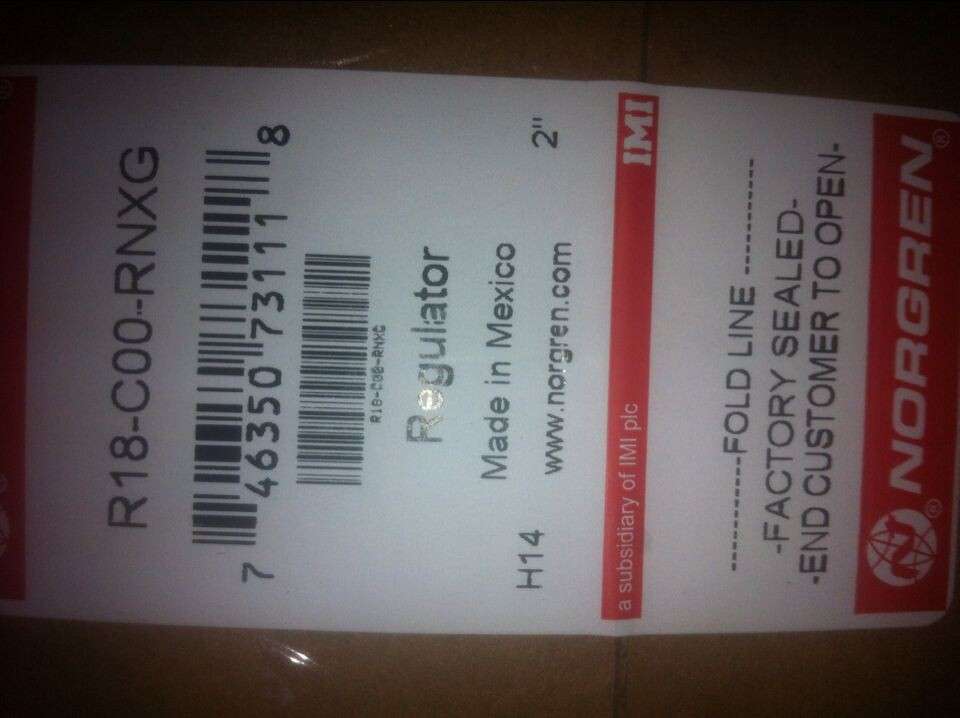 R18-C00-RNXG
7 46350 73111 8
R18-C00-RNXG
Regulator
Made in Mexico
H14 www.norgren.com 2"
a subsidiary of IMI plc IMI
----------FOLD LINE ----------
-FACTORY SEALED-
-END CUSTOMER TO OPEN-
NORGREN®